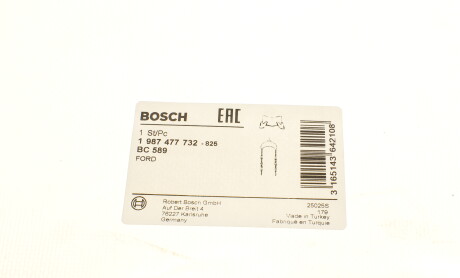 BOSCH EAC
1 St/Pc
1 987 477 732 - 825
BC 589
FORD
3 165143 642108
Robert Bosch GmbH
Auf Der Breit 4
76227 Karlsruhe
Germany
179
Made in Turkey
Fabriqué en Turquie